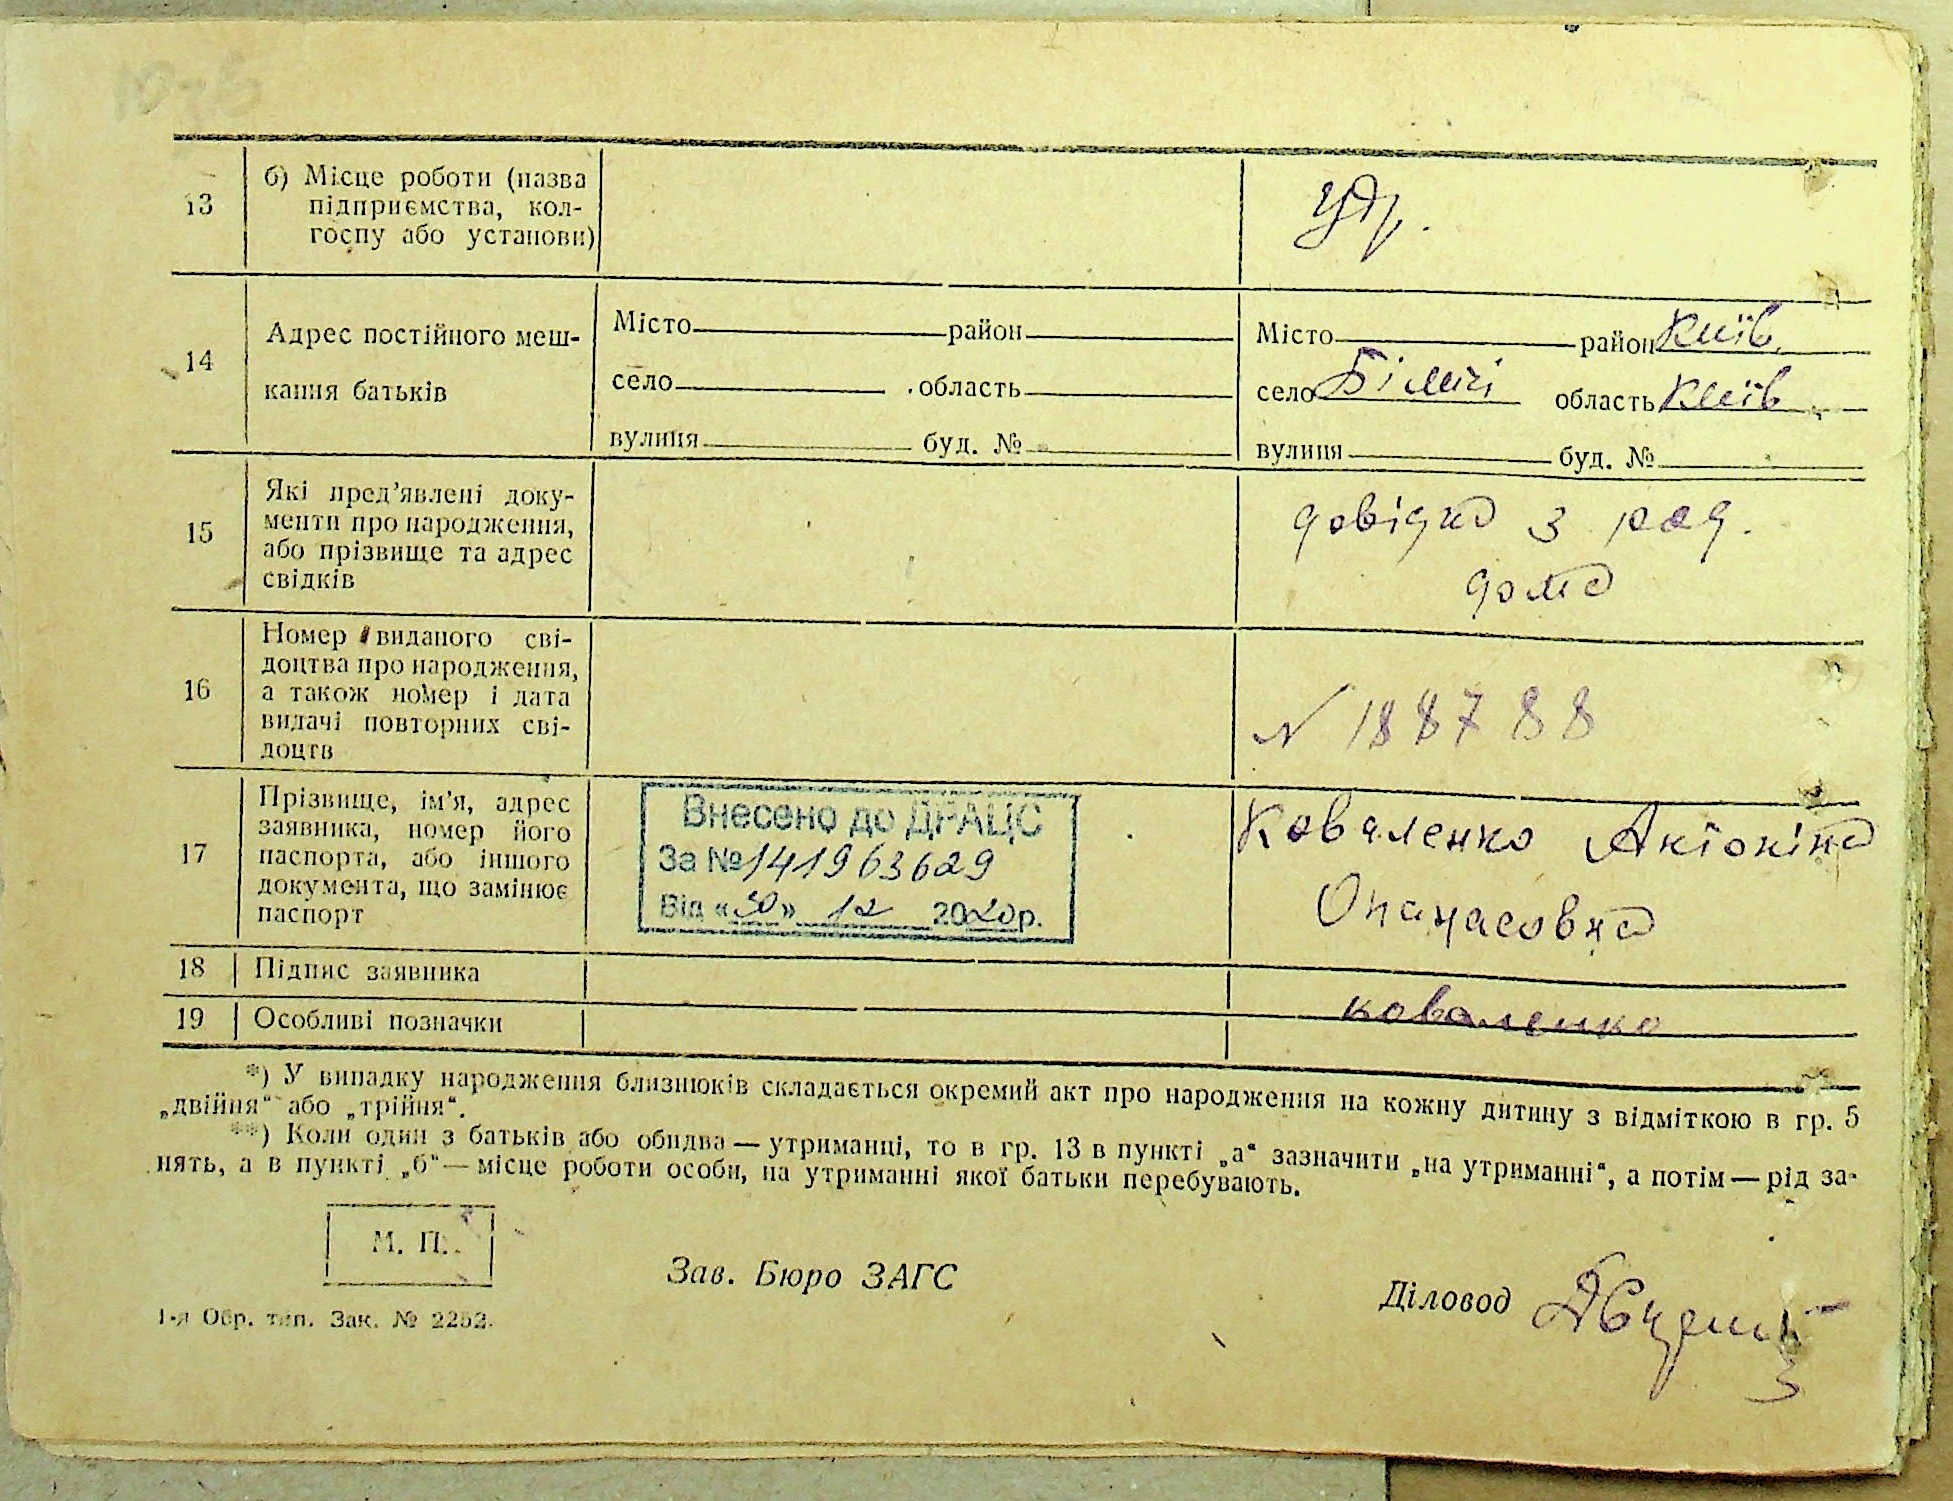 13
б) Місце роботи (назва
підприємства, кол-
госпу або установи)
14
Адрес постійного меш-
кання батьків
Місто район
село область
вулиця буд. №
Місто район Київ.
село Біличі область Київ
вулиця буд. №
15
Які пред'явлені доку-
менти про народження,
або прізвище та адрес
свідків
довідка з род.
дома
16
Номер виданого сві-
доцтва про народження,
а також номер і дата
видачі повторних сві-
доцтв
N 188788
17
Прізвище, ім'я, адрес
заявника, номер його
паспорта, або іншого
документа, що замінює
паспорт
Внесено до ДРАЦС
За №141963629
Від «30» 12 2020р.
Коваленко Антоніна
Опанасовна
18 Підпис заявника
Коваленко
19 Особливі позначки
*) У випадку народження близнюків складається окремий акт про народження на кожну дитину з відміткою в гр. 5
„двійня" або „трійня".
**) Коли один з батьків або обидва — утриманці, то в гр. 13 в пункті „а" зазначити „на утриманні", а потім — рід за-
нять, а в пункті „б" — місце роботи особи, на утриманні якої батьки перебувають.
М. П.
Зав. Бюро ЗАГС
Діловод
1-я Обр. тип. Зак. № 2252.